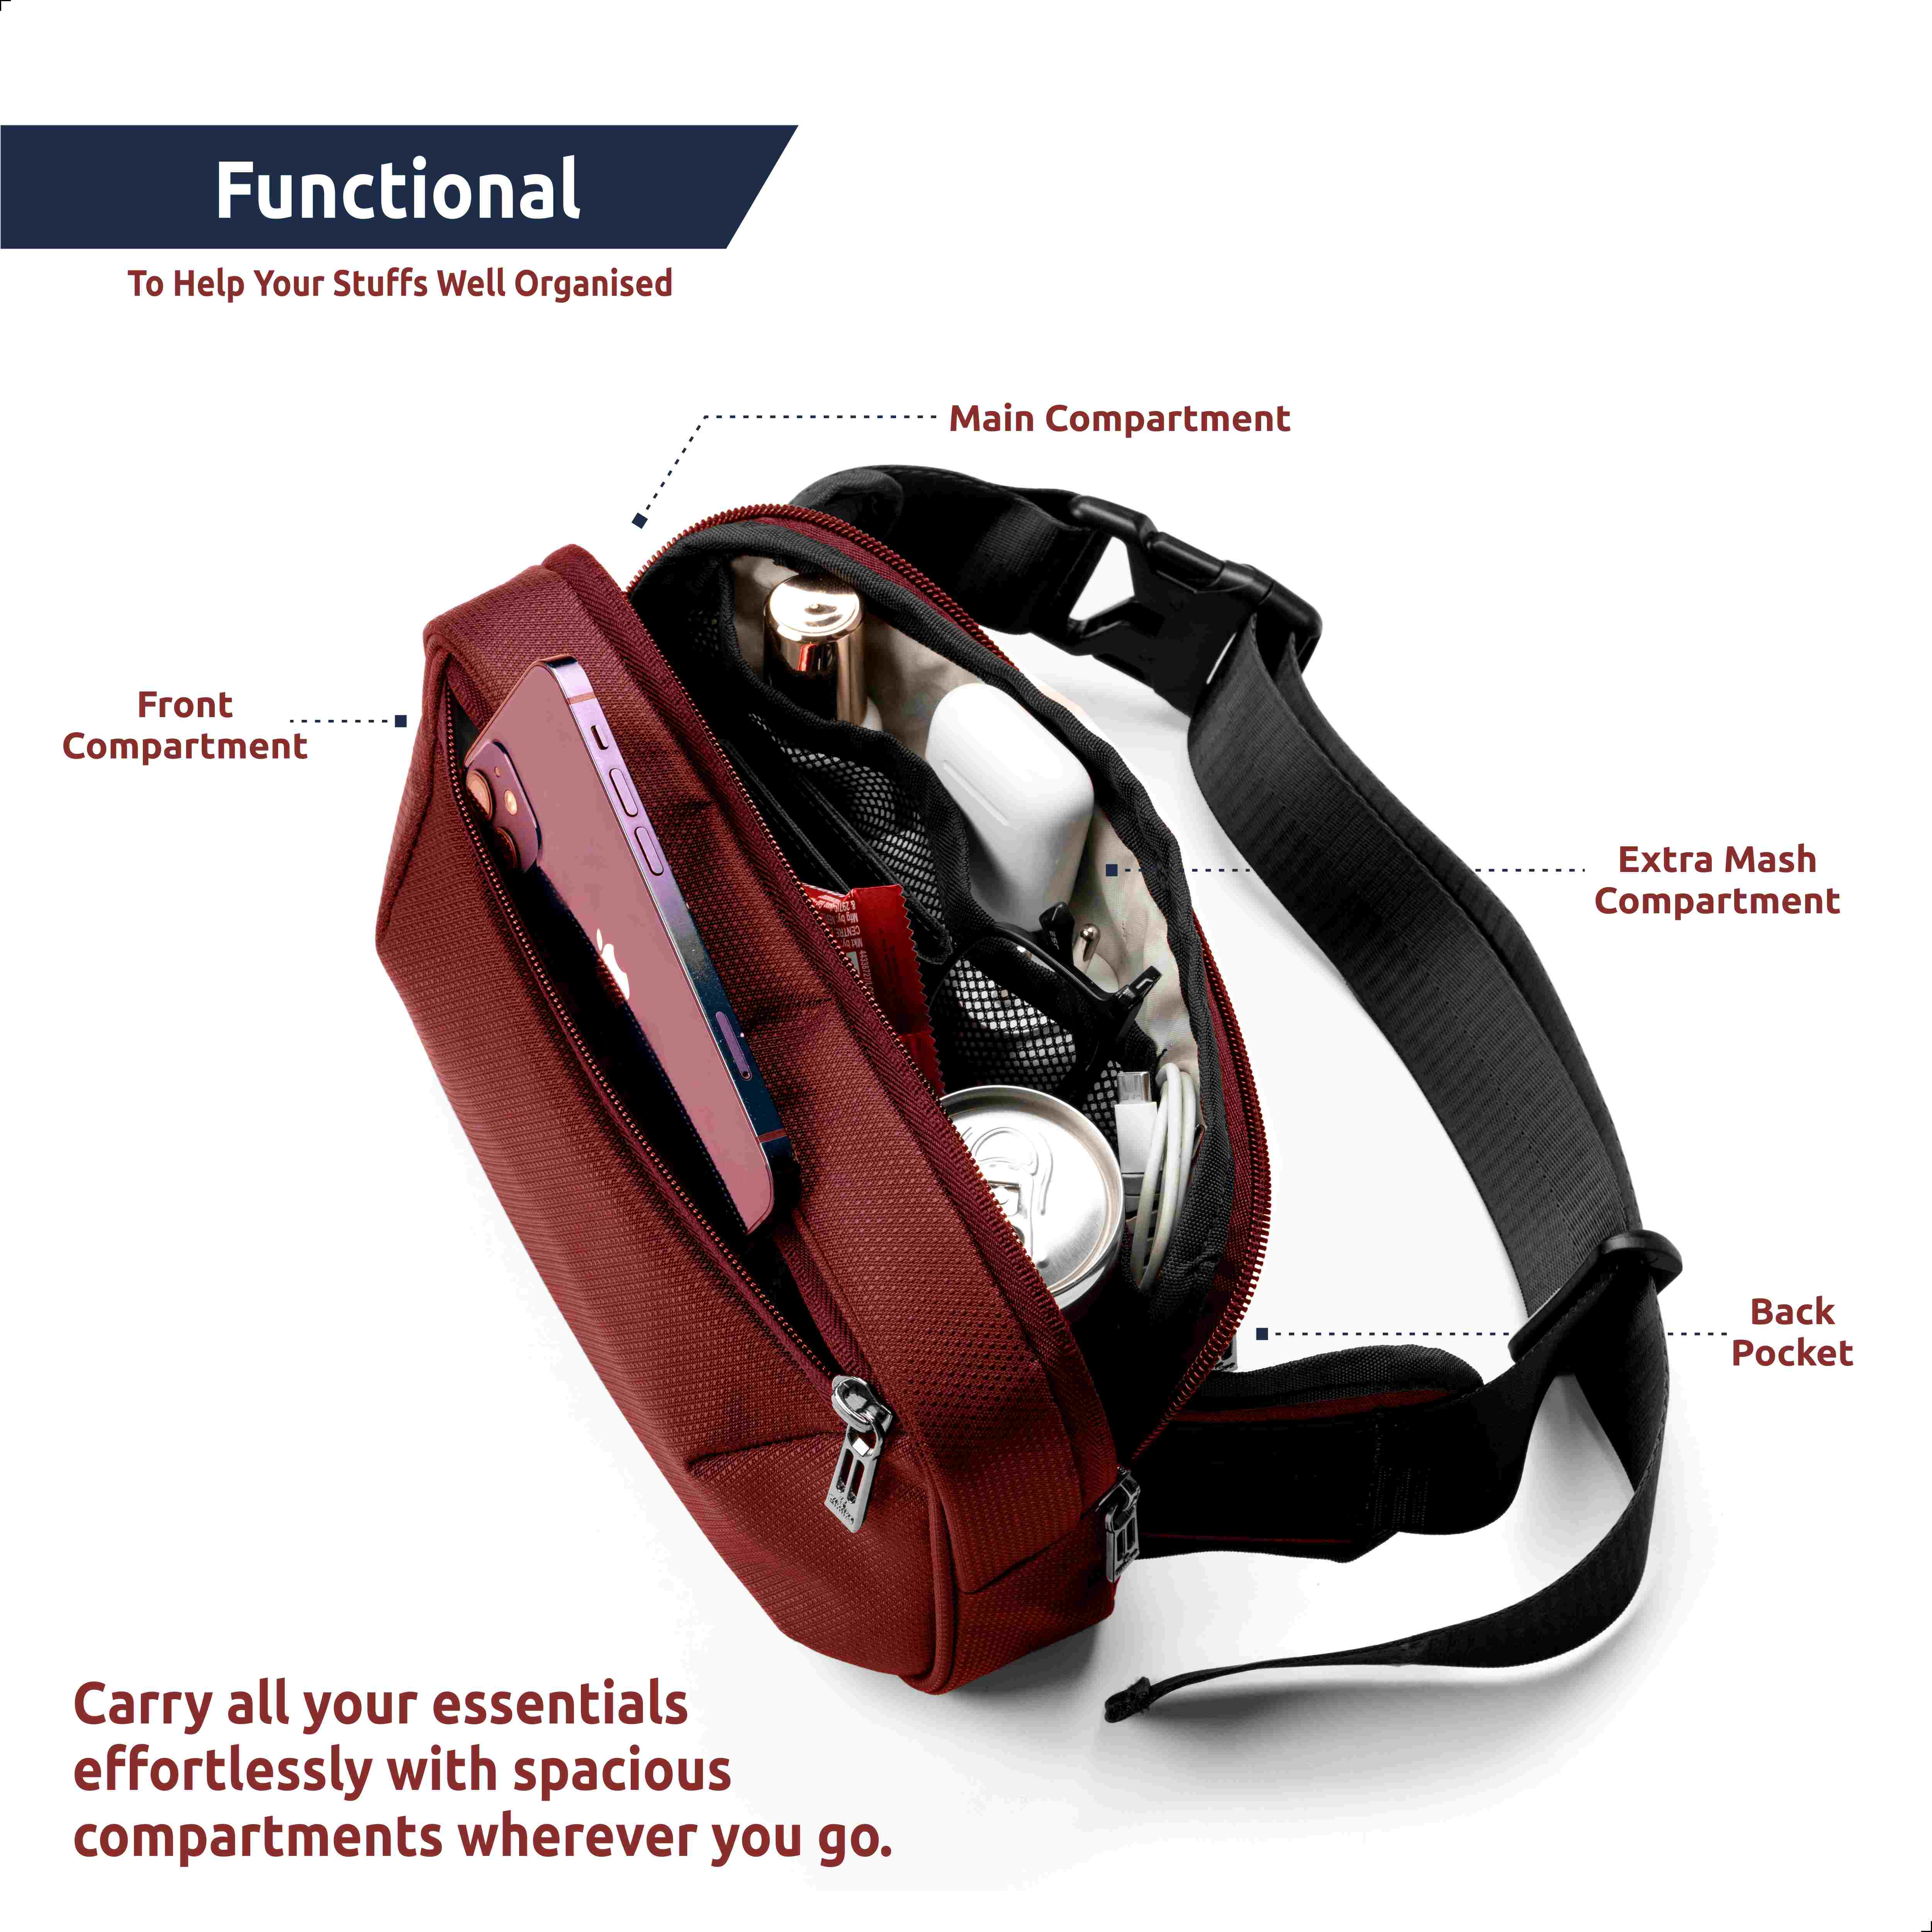 Functional
To Help Your Stuffs Well Organised
Main Compartment
Front
Compartment
Extra Mash
Compartment
Back
Pocket
Carry all your essentials
effortlessly with spacious
compartments wherever you go.